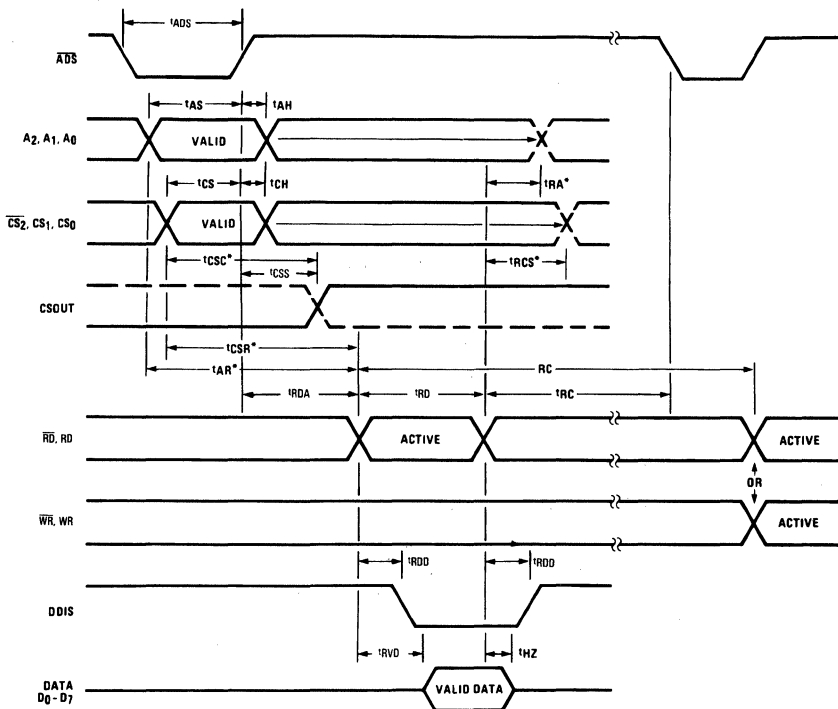 tADS
ADS
tAS tAH
A2, A1, A0 VALID
tRA*
tCS tCH
CS2, CS1, CS0 VALID
tCSC* tRCS*
tCSS
CSOUT
tCSR*
tAR* RC
tRDA tRD tRC
RD, RD ACTIVE ACTIVE
OR
WR, WR ACTIVE
tRDD tRDD
DDIS
tRVD tHZ
DATA
D0-D7 VALID DATA